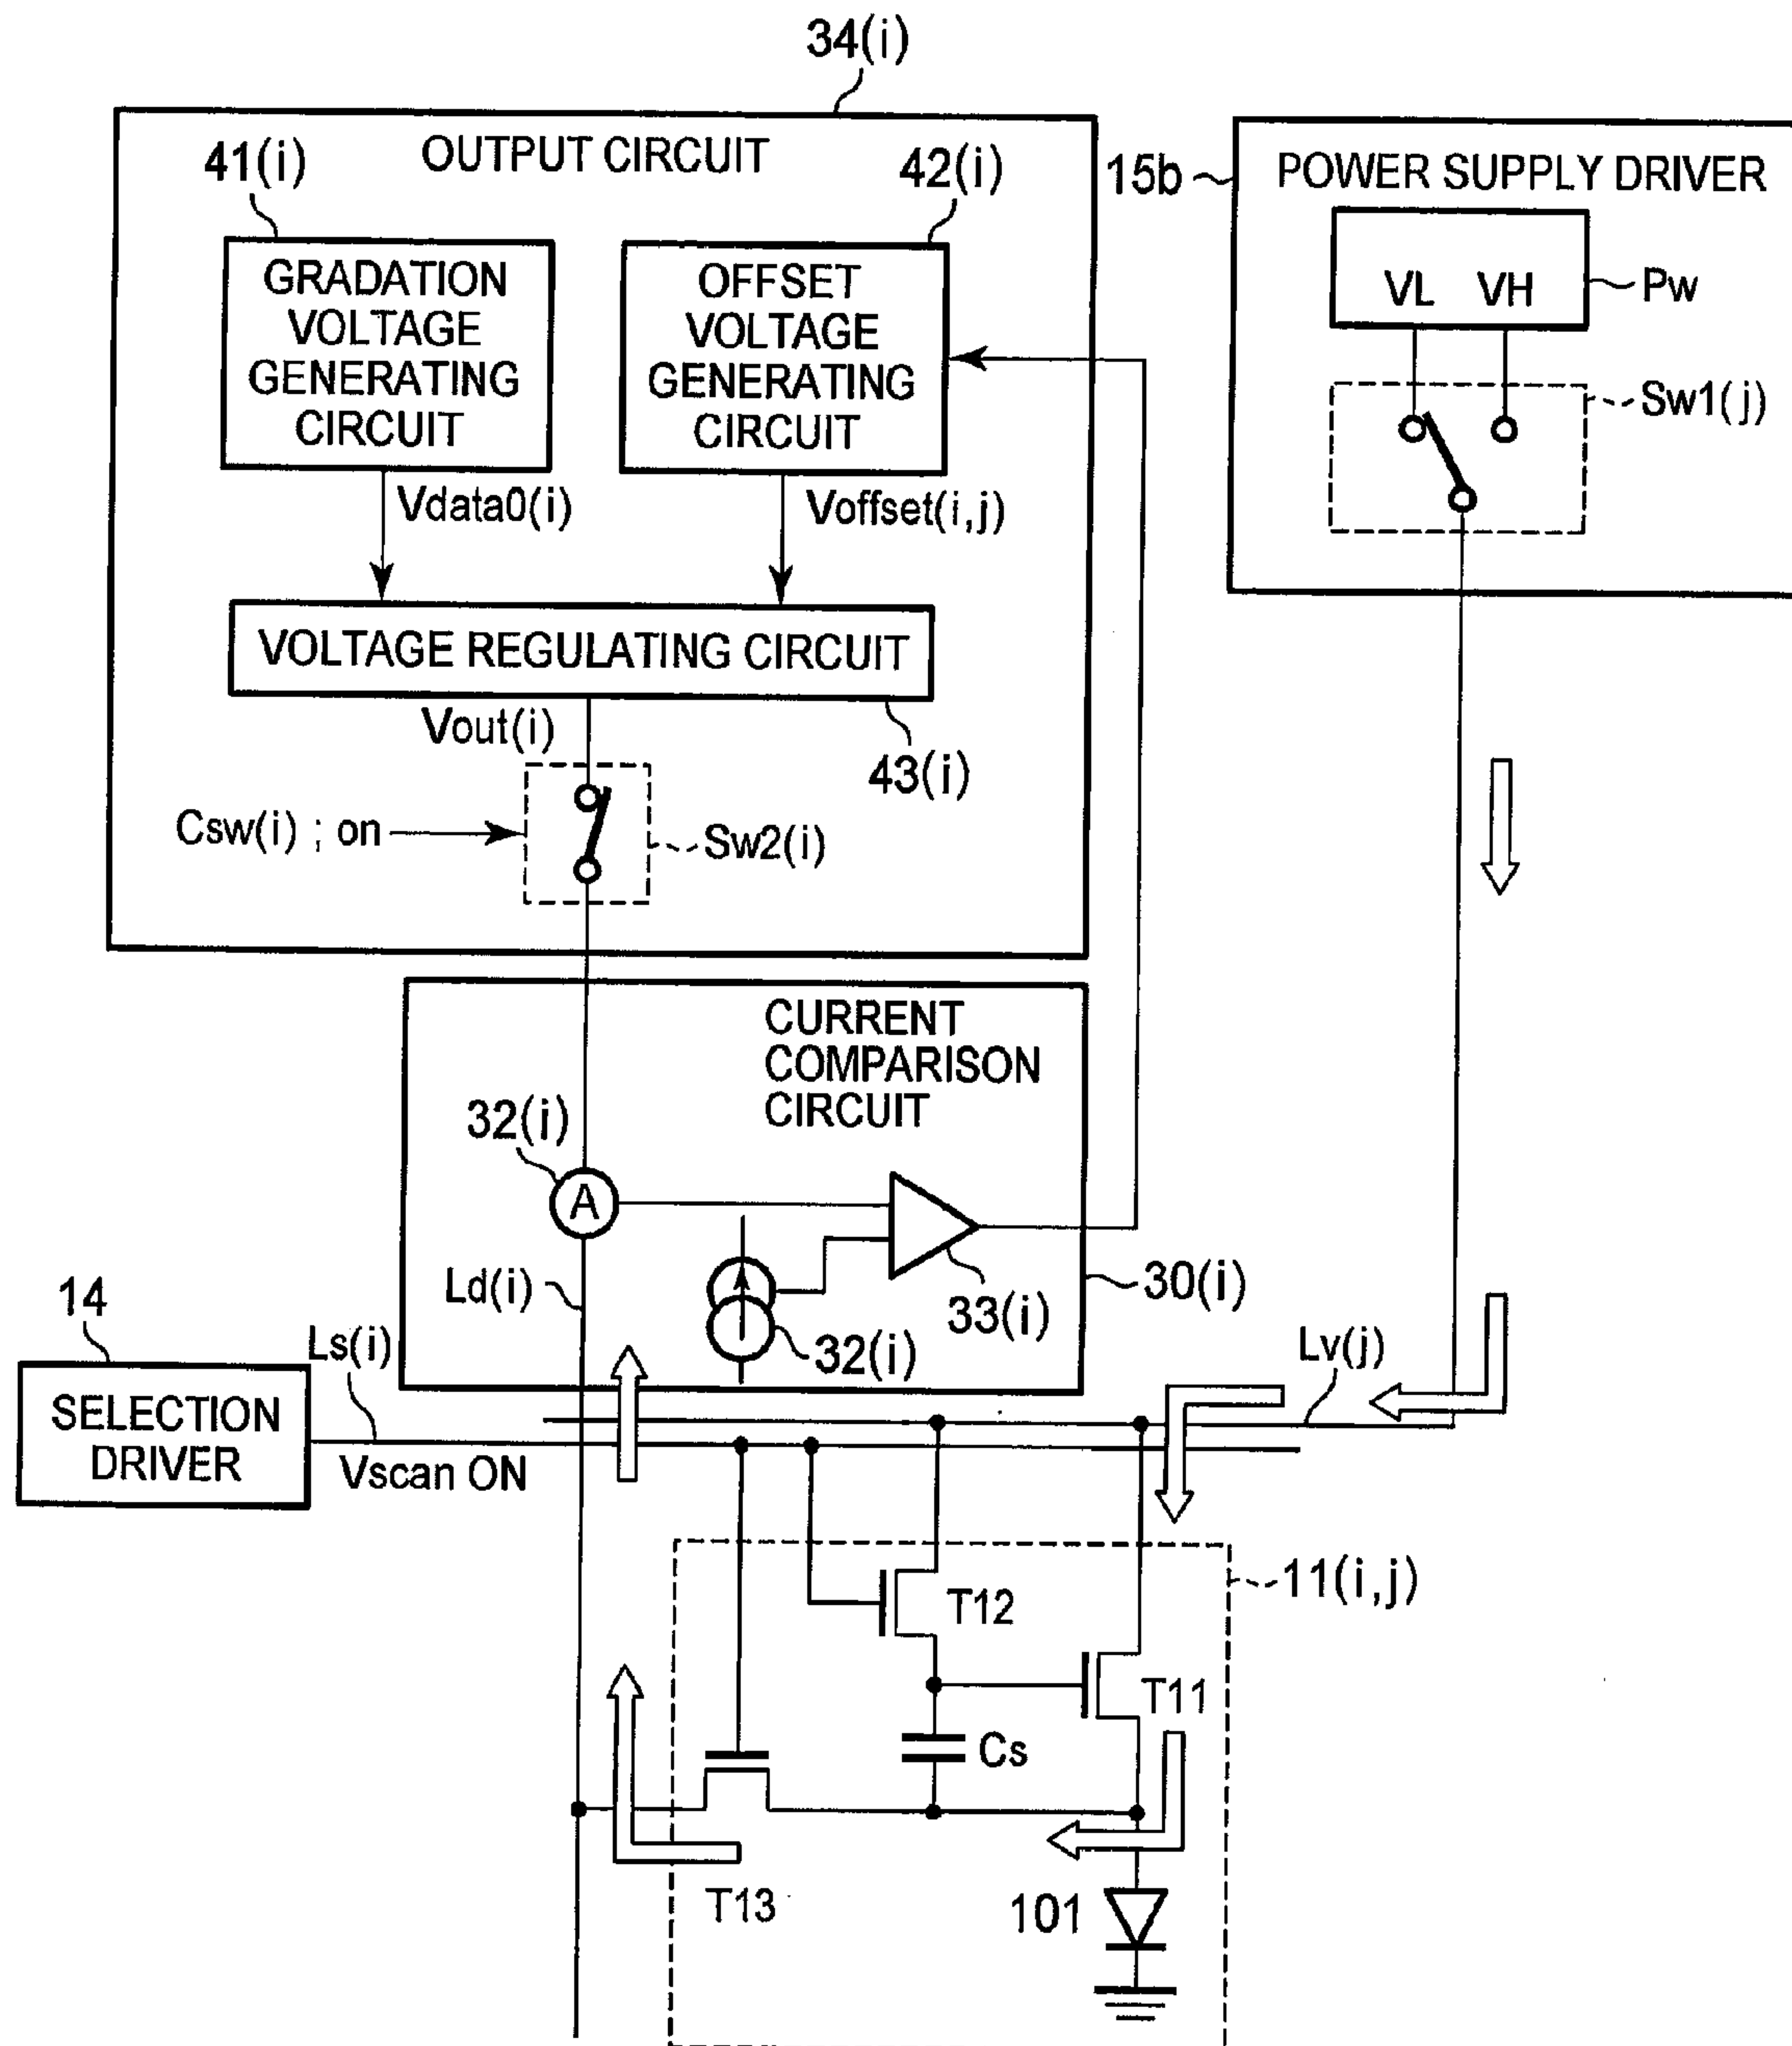 34(i)
OUTPUT CIRCUIT
41(i)
42(i)
GRADATION
VOLTAGE
GENERATING
CIRCUIT
OFFSET
VOLTAGE
GENERATING
CIRCUIT
Vdata0(i)
Voffset(i,j)
VOLTAGE REGULATING CIRCUIT
Vout(i)
43(i)
Csw(i) ; on
Sw2(i)
15b
POWER SUPPLY DRIVER
VL VH
Pw
Sw1(j)
CURRENT
COMPARISON
CIRCUIT
32(i)
A
Ld(i)
33(i)
32(i)
30(i)
14
SELECTION
DRIVER
Ls(i)
Vscan ON
Lv(j)
11(i,j)
T12
T11
Cs
T13
101